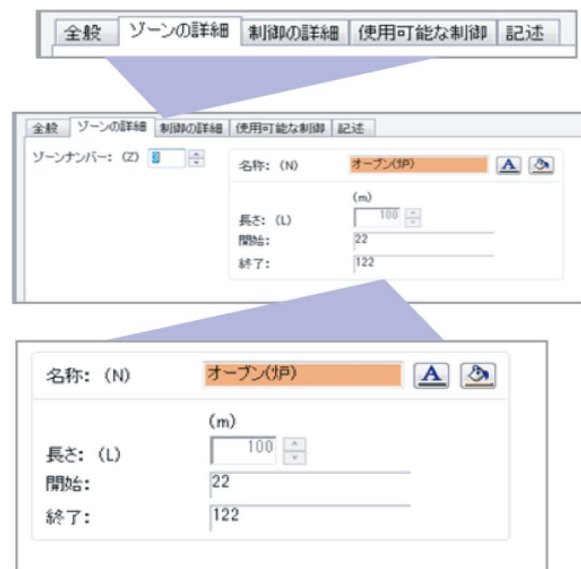 全般 ゾーンの詳細 制御の詳細 使用可能な制御 記述
全般 ゾーンの詳細 制御の詳細 使用可能な制御 記述
ゾーンナンバー: (Z) 3
名称: (N) オーブン(炉) A
(m)
長さ: (L) 100
開始: 22
終了: 122
名称: (N) オーブン(炉) A
(m)
長さ: (L) 100
開始: 22
終了: 122